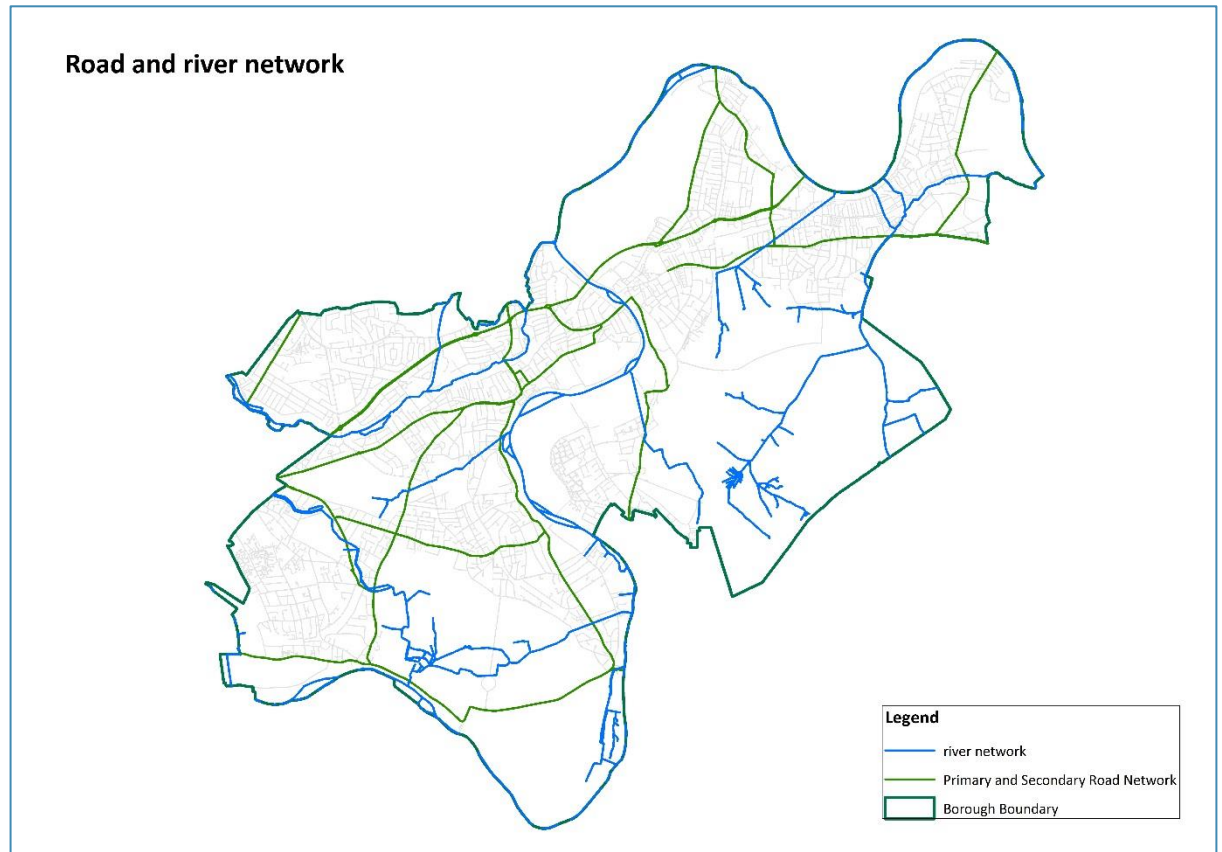 Road and river network
Legend
river network
Primary and Secondary Road Network
Borough Boundary